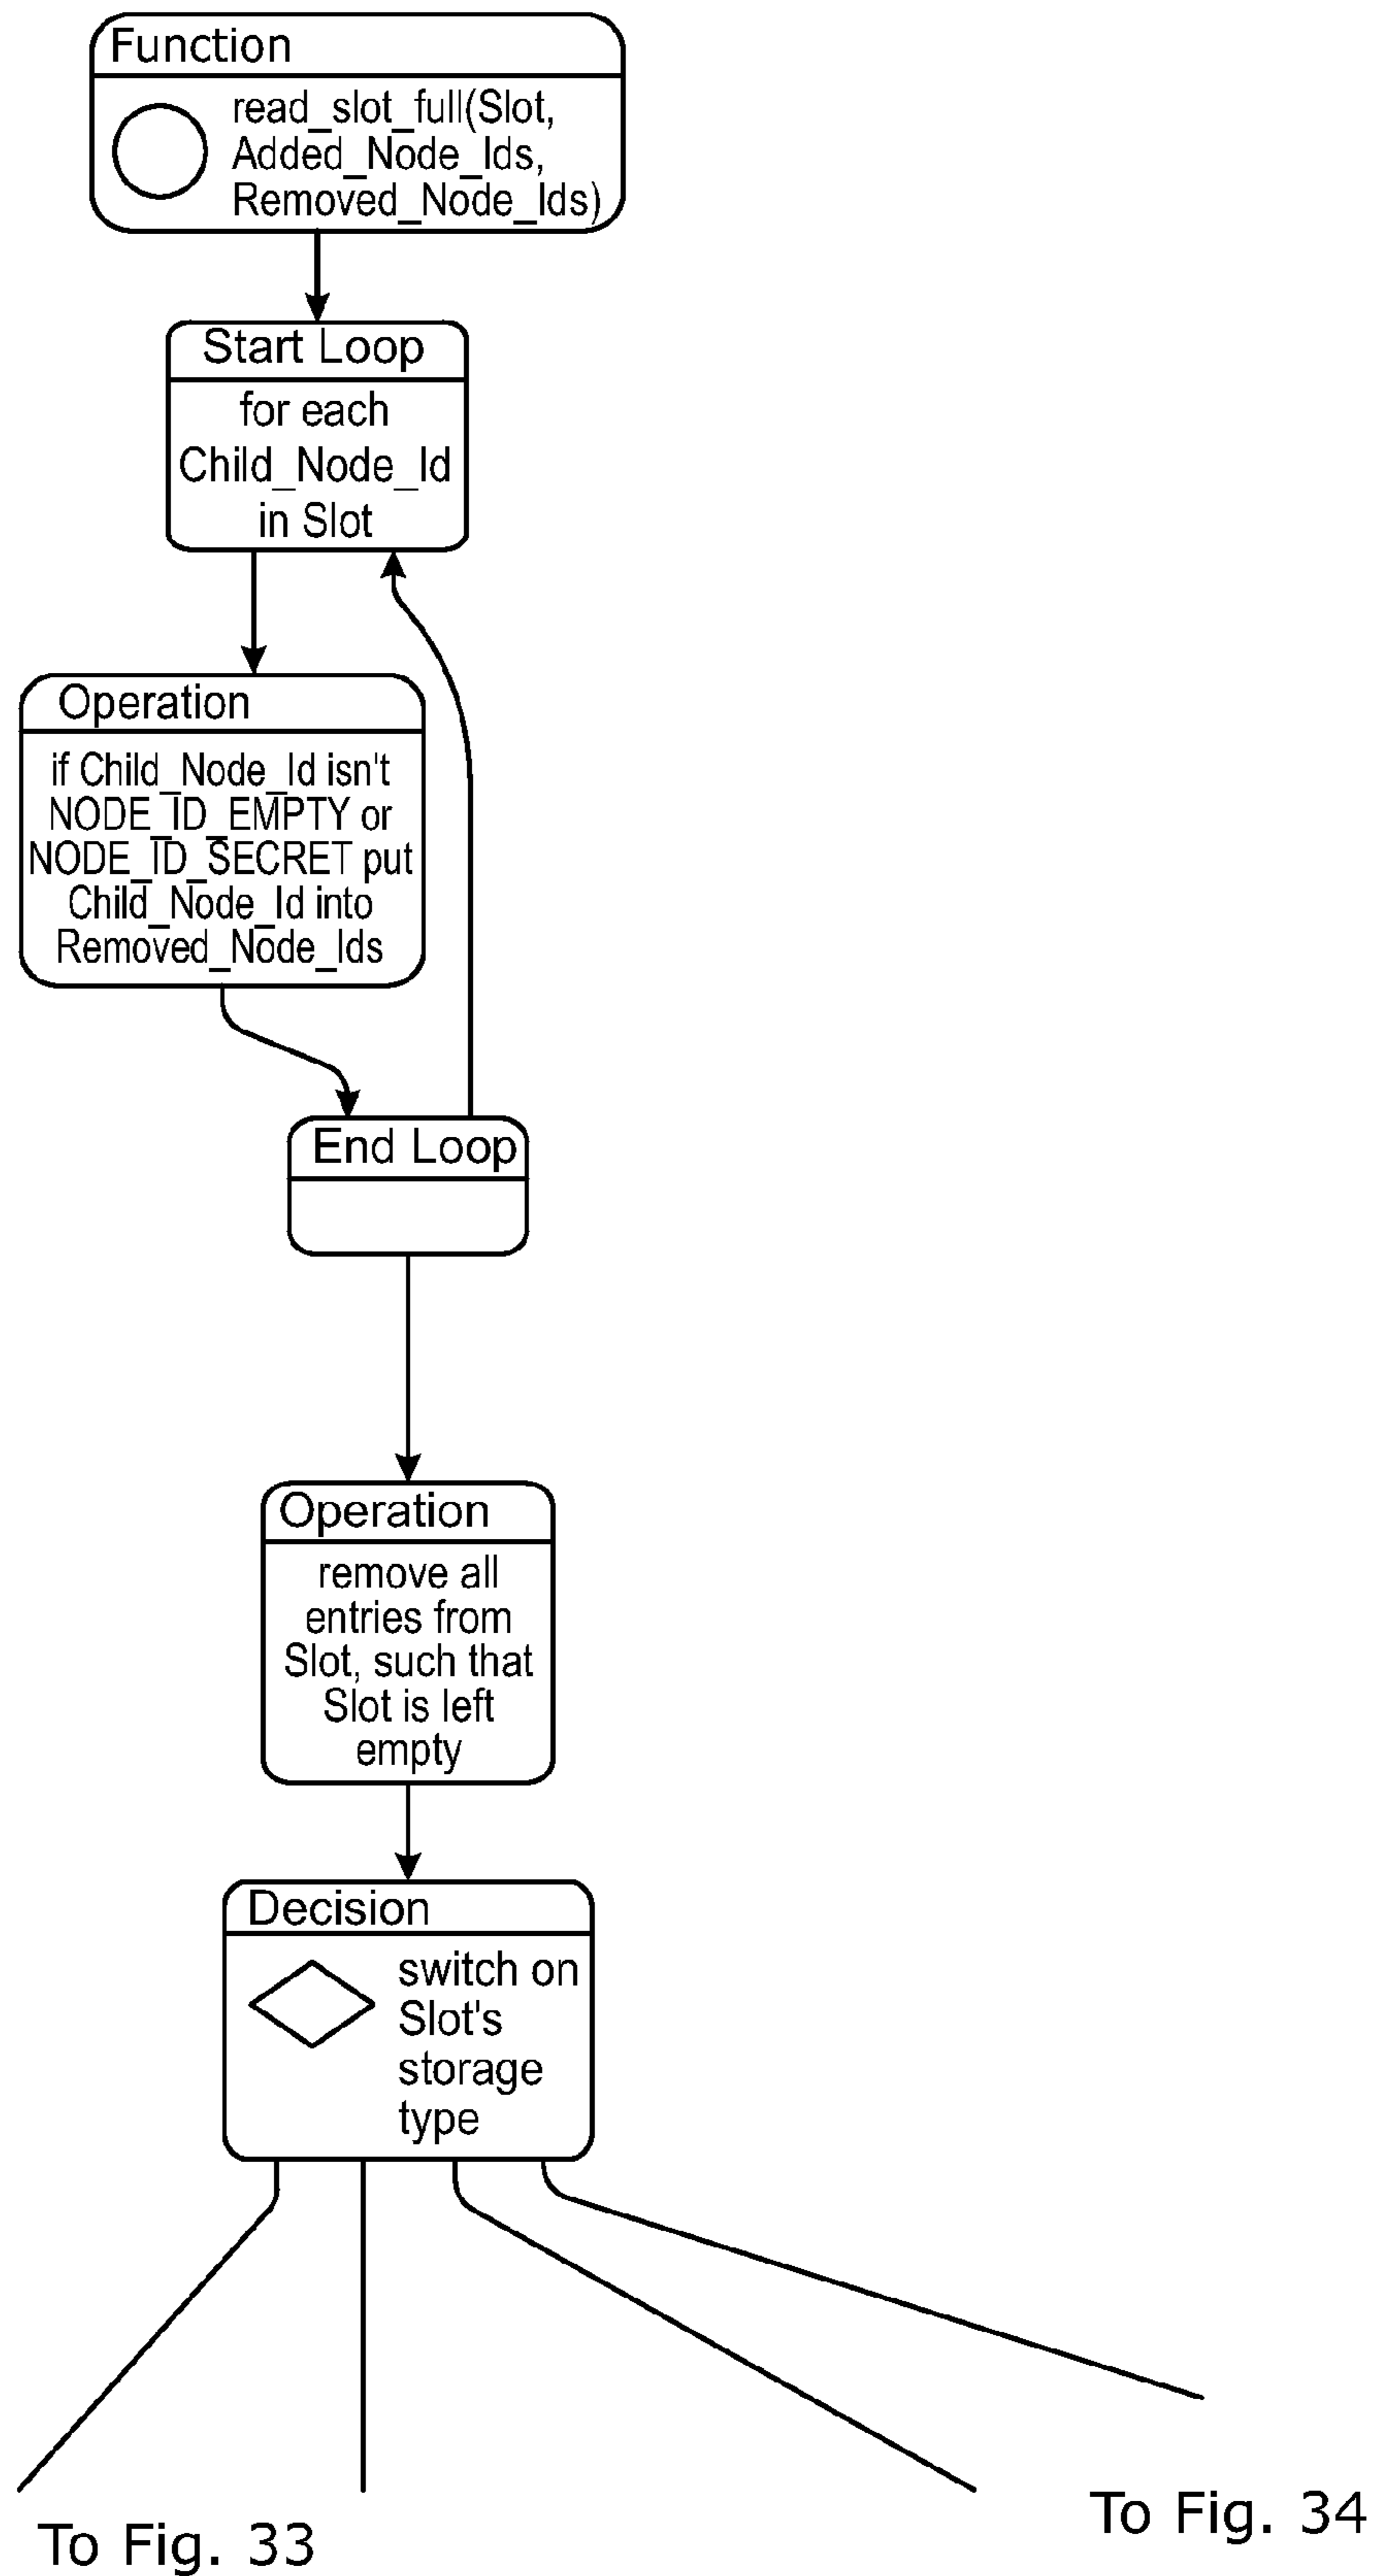 Function
read_slot_full(Slot,
Added_Node_Ids,
Removed_Node_Ids)
Start Loop
for each
Child_Node_Id
in Slot
Operation
if Child_Node_Id isn't
NODE_ID_EMPTY or
NODE_ID_SECRET put
Child_Node_Id into
Removed_Node_Ids
End Loop
Operation
remove all
entries from
Slot, such that
Slot is left
empty
Decision
switch on
Slot's
storage
type
To Fig. 33
To Fig. 34